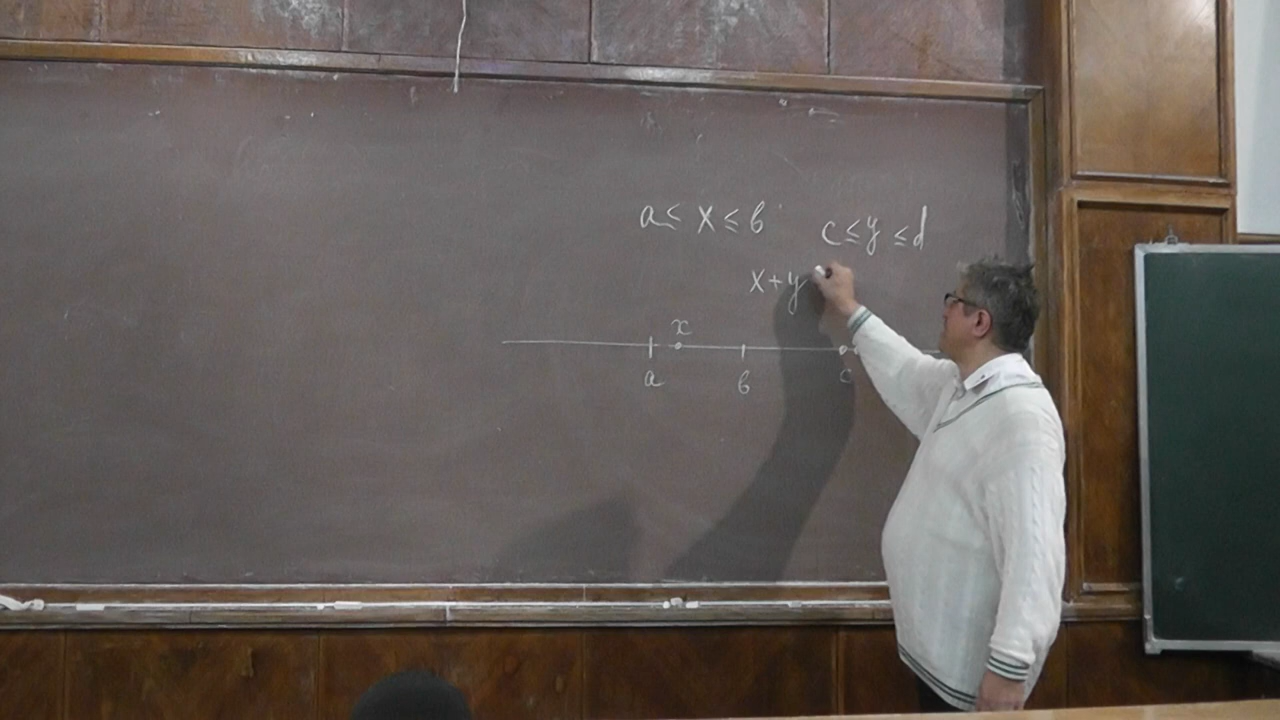 a ≤ x ≤ b c ≤ y ≤ d
x + y
x
a b c